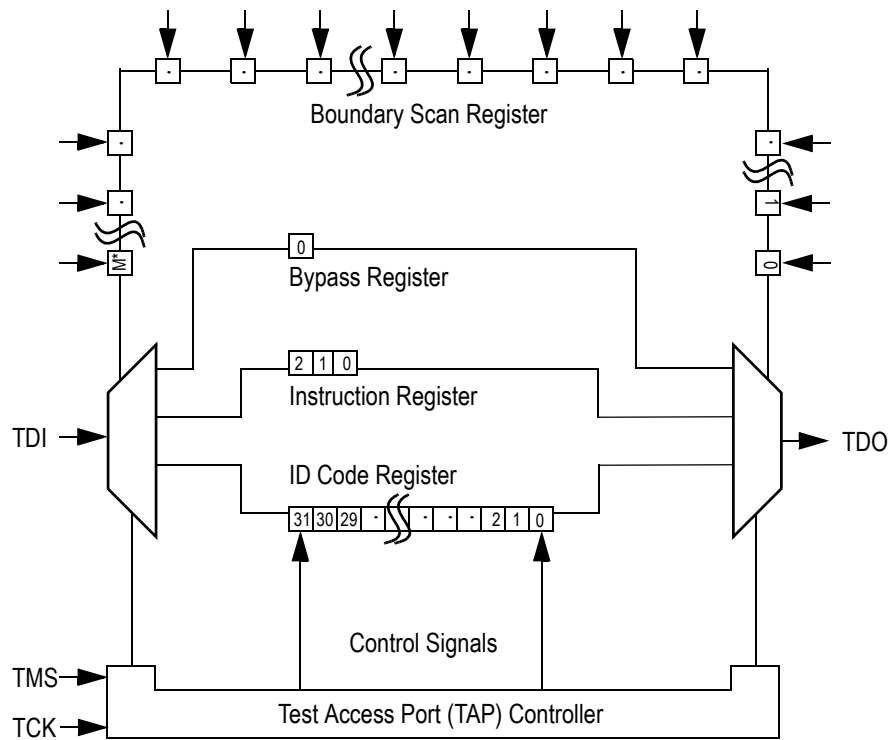 · · · · · · · ·
Boundary Scan Register
· ·
· 1
M* 0
0
Bypass Register
2 1 0
Instruction Register
TDI TDO
ID Code Register
31 30 29 · · · · 2 1 0
Control Signals
TMS
Test Access Port (TAP) Controller
TCK